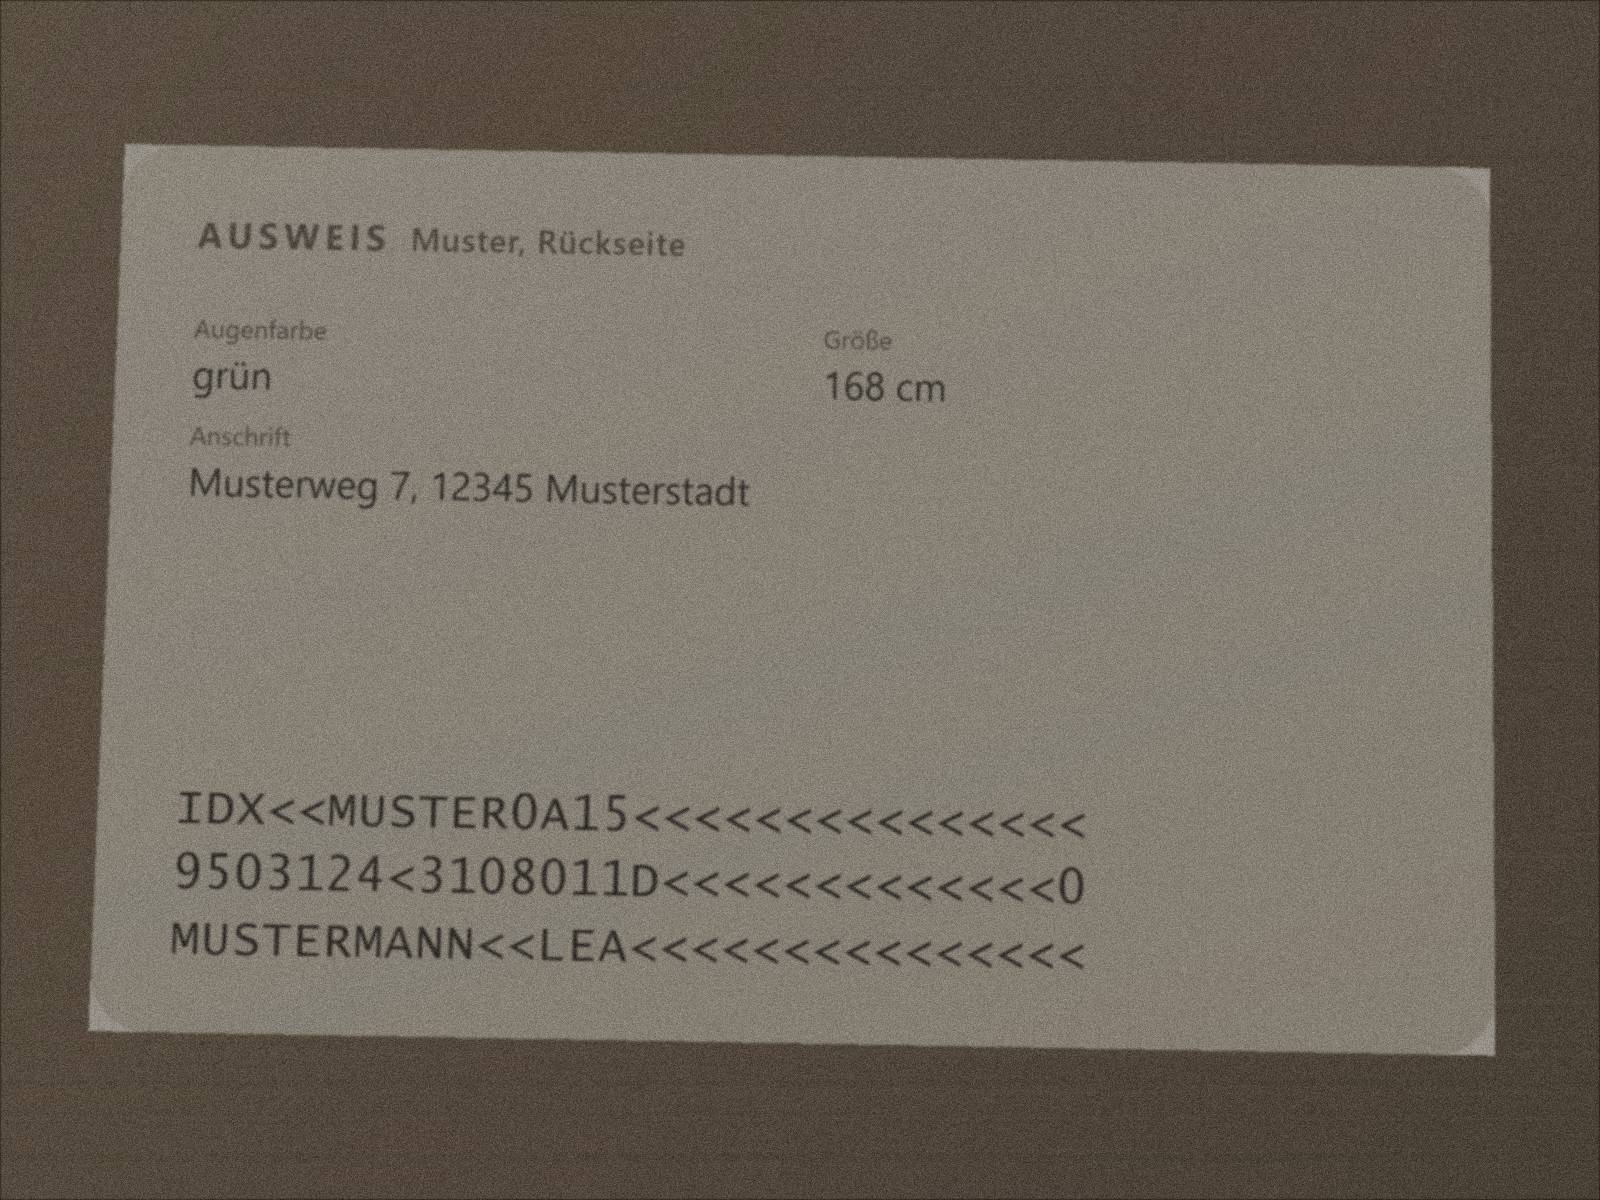 AUSWEIS Muster, Rückseite
Augenfarbe Größe
grün 168 cm
Anschrift
Musterweg 7, 12345 Musterstadt
IDX<<MUSTER0A15<<<<<<<<<<<<<<<
9503124<3108011D<<<<<<<<<<<<<0
MUSTERMANN<<LEA<<<<<<<<<<<<<<<